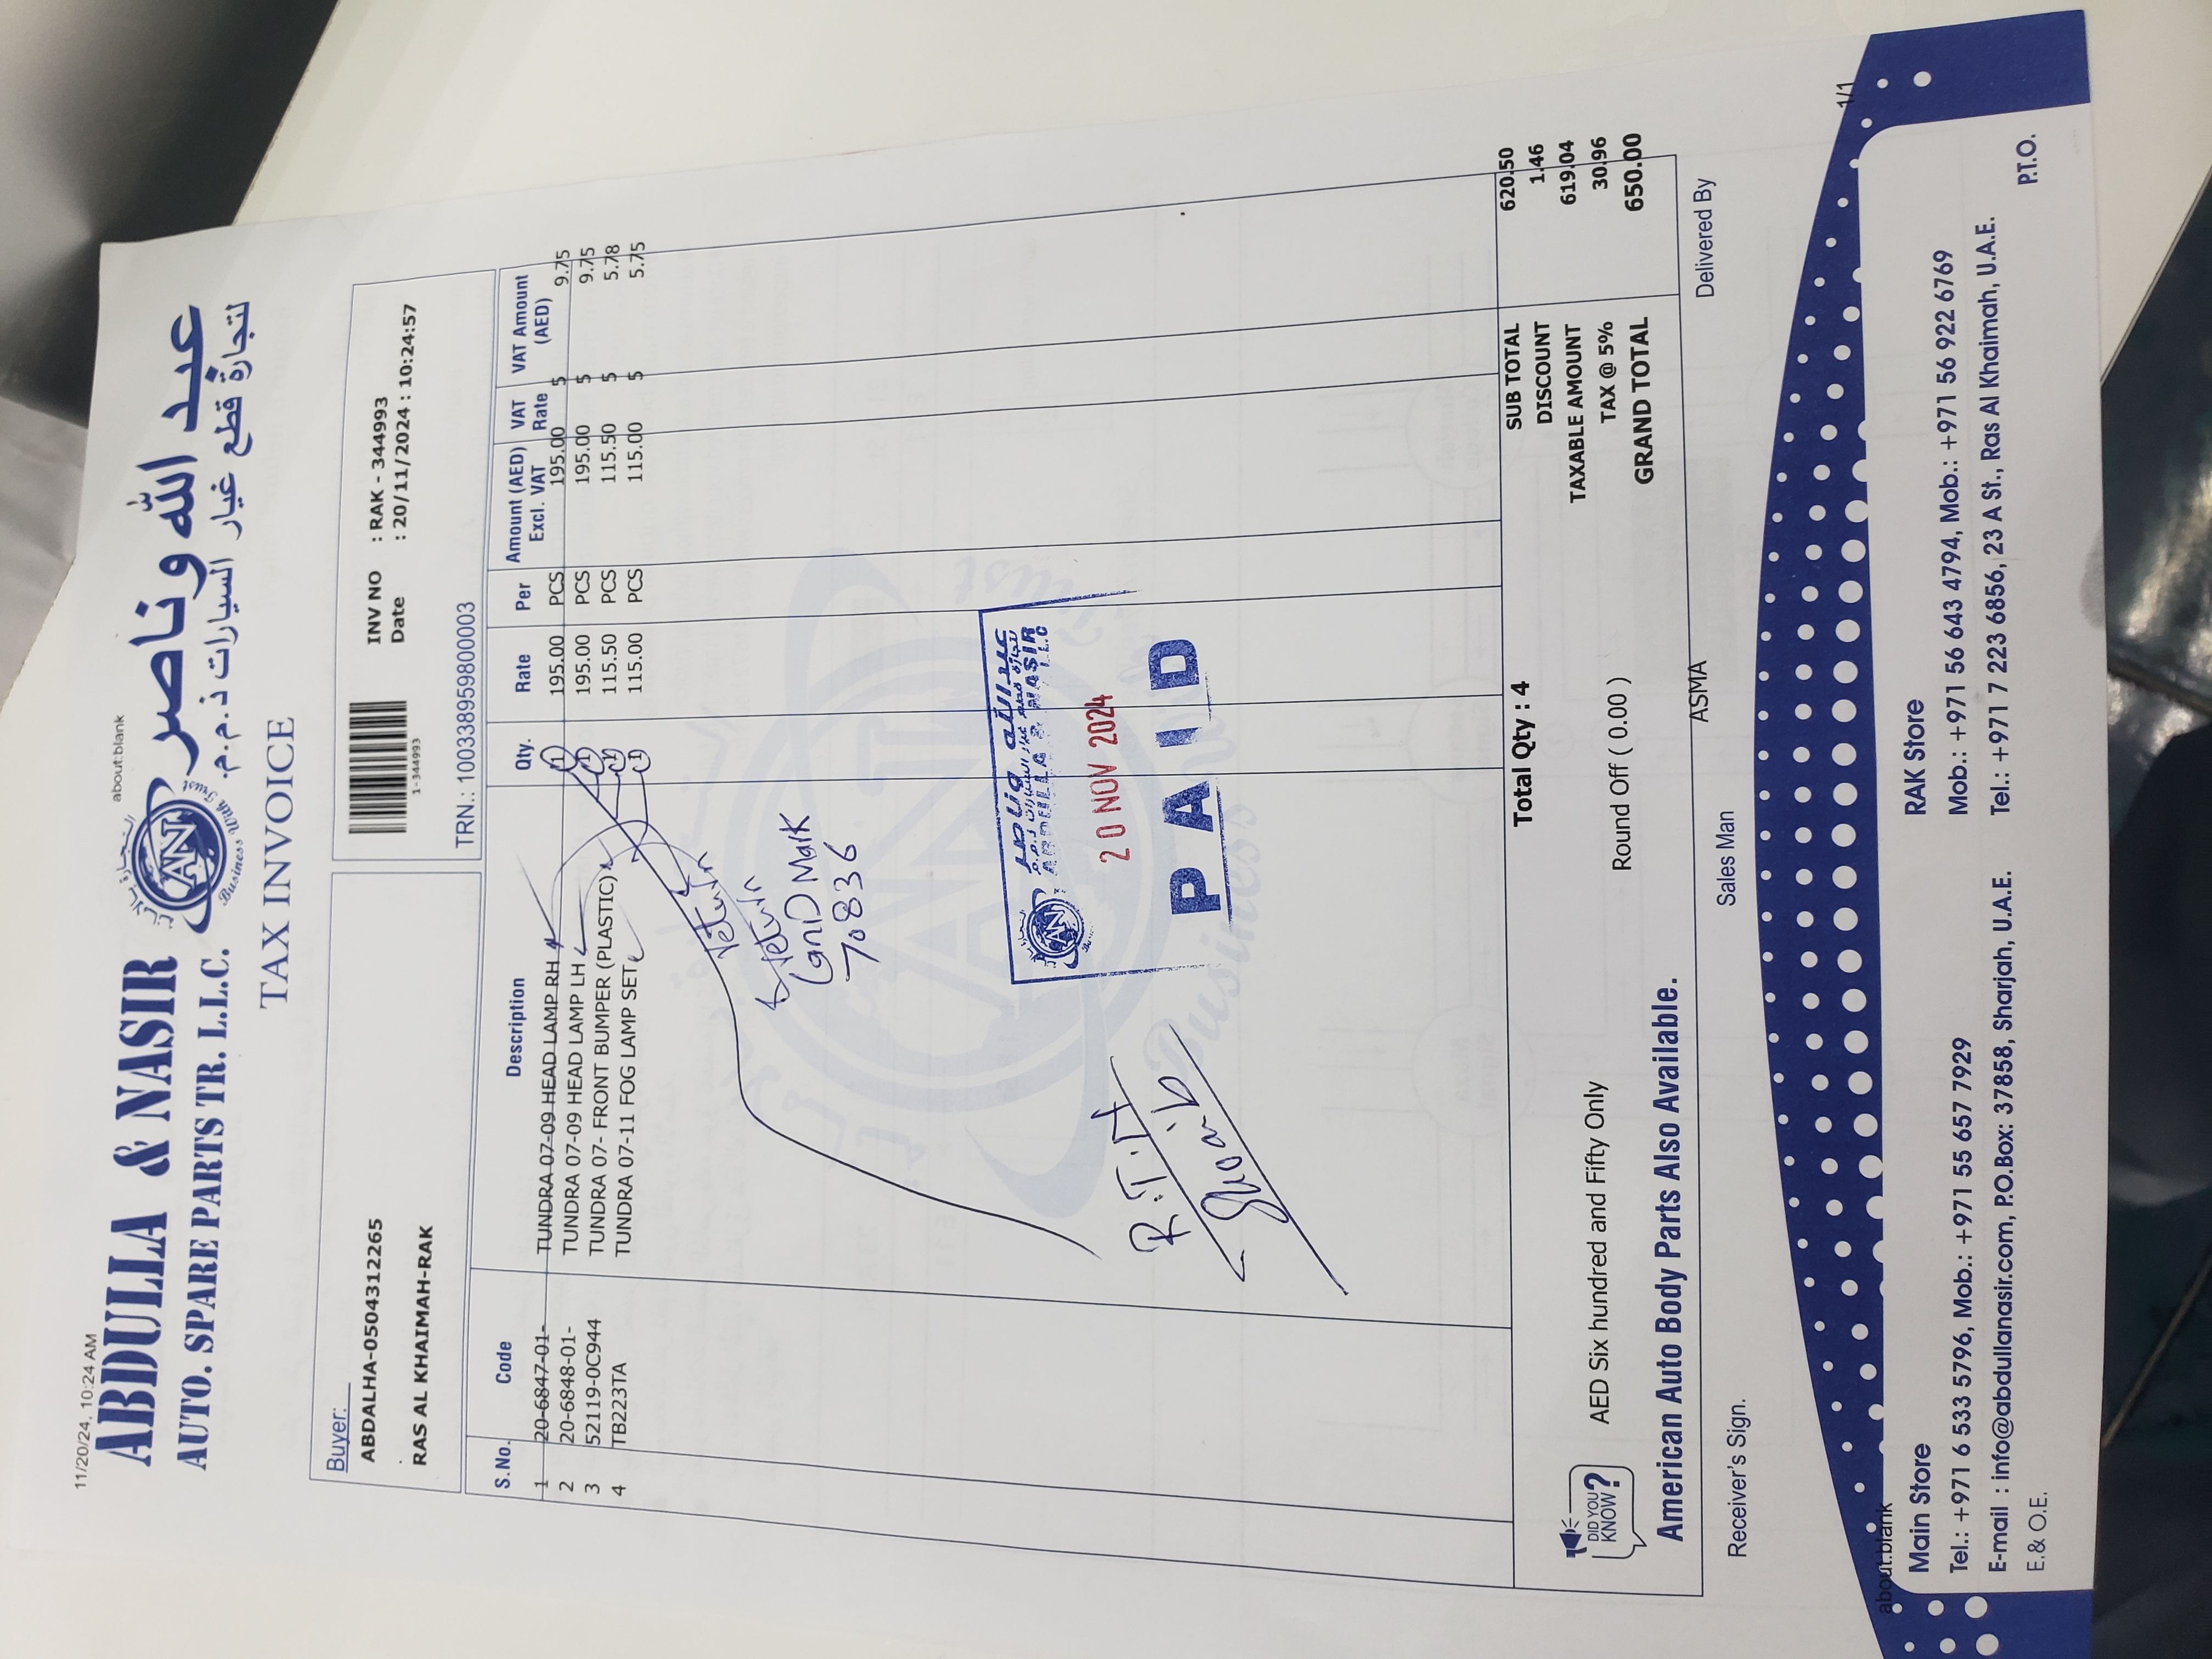 11/20/24, 10:24 AM
about:blank
ABDULLA & NASIR
AUTO. SPARE PARTS TR. L.L.C.
AN
Business With Trust
عبد الله وناصر
لتجارة قطع غيار السيارات ذ.م.م.
TAX INVOICE
Buyer:
ABDALHA-0504312265
RAS AL KHAIMAH-RAK
1-344993
INV NO : RAK - 344993
Date : 20/11/2024 : 10:24:57
TRN.: 100338959800003
S.No. Code Description Qty. Rate Per Amount (AED) Excl. VAT VAT Rate VAT Amount (AED)
1 20-6847-01- TUNDRA 07-09 HEAD LAMP RH 1 195.00 PCS 195.00 5 9.75
2 20-6848-01- TUNDRA 07-09 HEAD LAMP LH 1 195.00 PCS 195.00 5 9.75
3 52119-0C944 TUNDRA 07- FRONT BUMPER (PLASTIC) 1 115.50 PCS 115.50 5 5.78
4 TB223TA TUNDRA 07-11 FOG LAMP SET 1 115.00 PCS 115.00 5 5.75
return
return
LanD Mark
70836
عبد الله وناصر
ABDULLA & NASIR
20 NOV 2024
PAID
R.T.A
Shoaib
Total Qty : 4
SUB TOTAL 620.50
DISCOUNT 1.46
TAXABLE AMOUNT 619.04
TAX @ 5% 30.96
GRAND TOTAL 650.00
DID YOU KNOW?
AED Six hundred and Fifty Only
Round Off ( 0.00 )
American Auto Body Parts Also Available.
ASMA
Receiver's Sign. Sales Man Delivered By
about:blank
1/1
Main Store
Tel.: +971 6 533 5796, Mob.: +971 55 657 7929
E-mail : info@abdullanasir.com, P.O.Box: 37858, Sharjah, U.A.E.
E.& O.E.
RAK Store
Mob.: +971 56 643 4794, Mob.: +971 56 922 6769
Tel.: +971 7 223 6856, 23 A St., Ras Al Khaimah, U.A.E.
P.T.O.